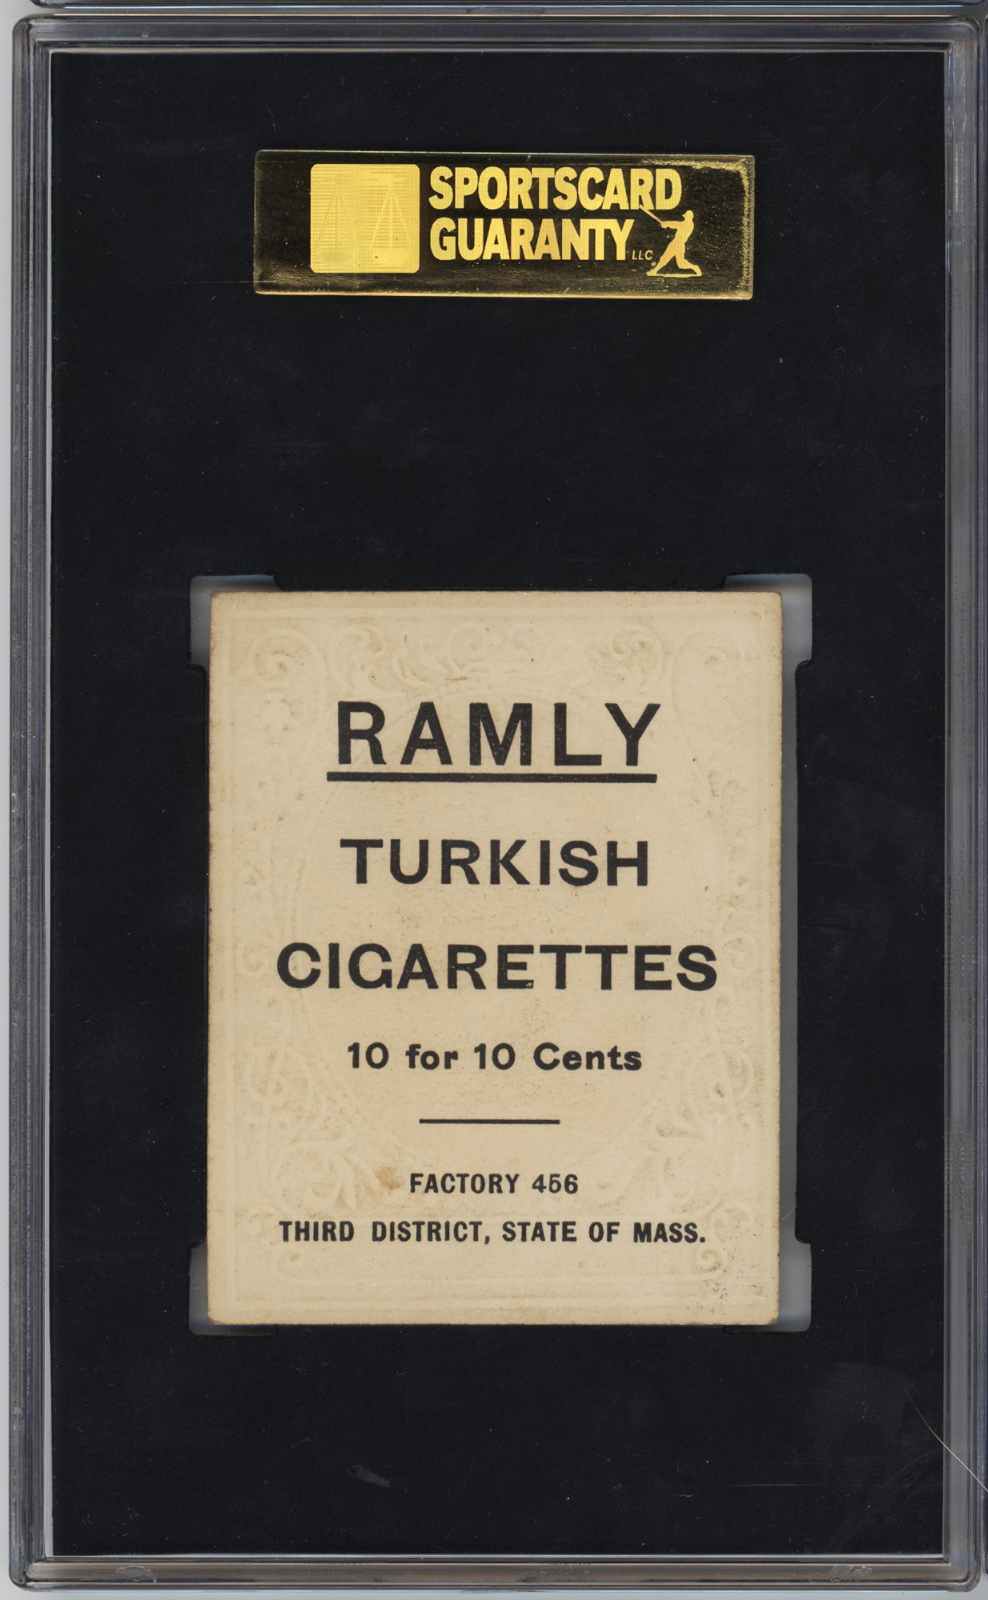 SPORTSCARD
GUARANTY LLC
RAMLY
TURKISH
CIGARETTES
10 for 10 Cents
FACTORY 456
THIRD DISTRICT, STATE OF MASS.